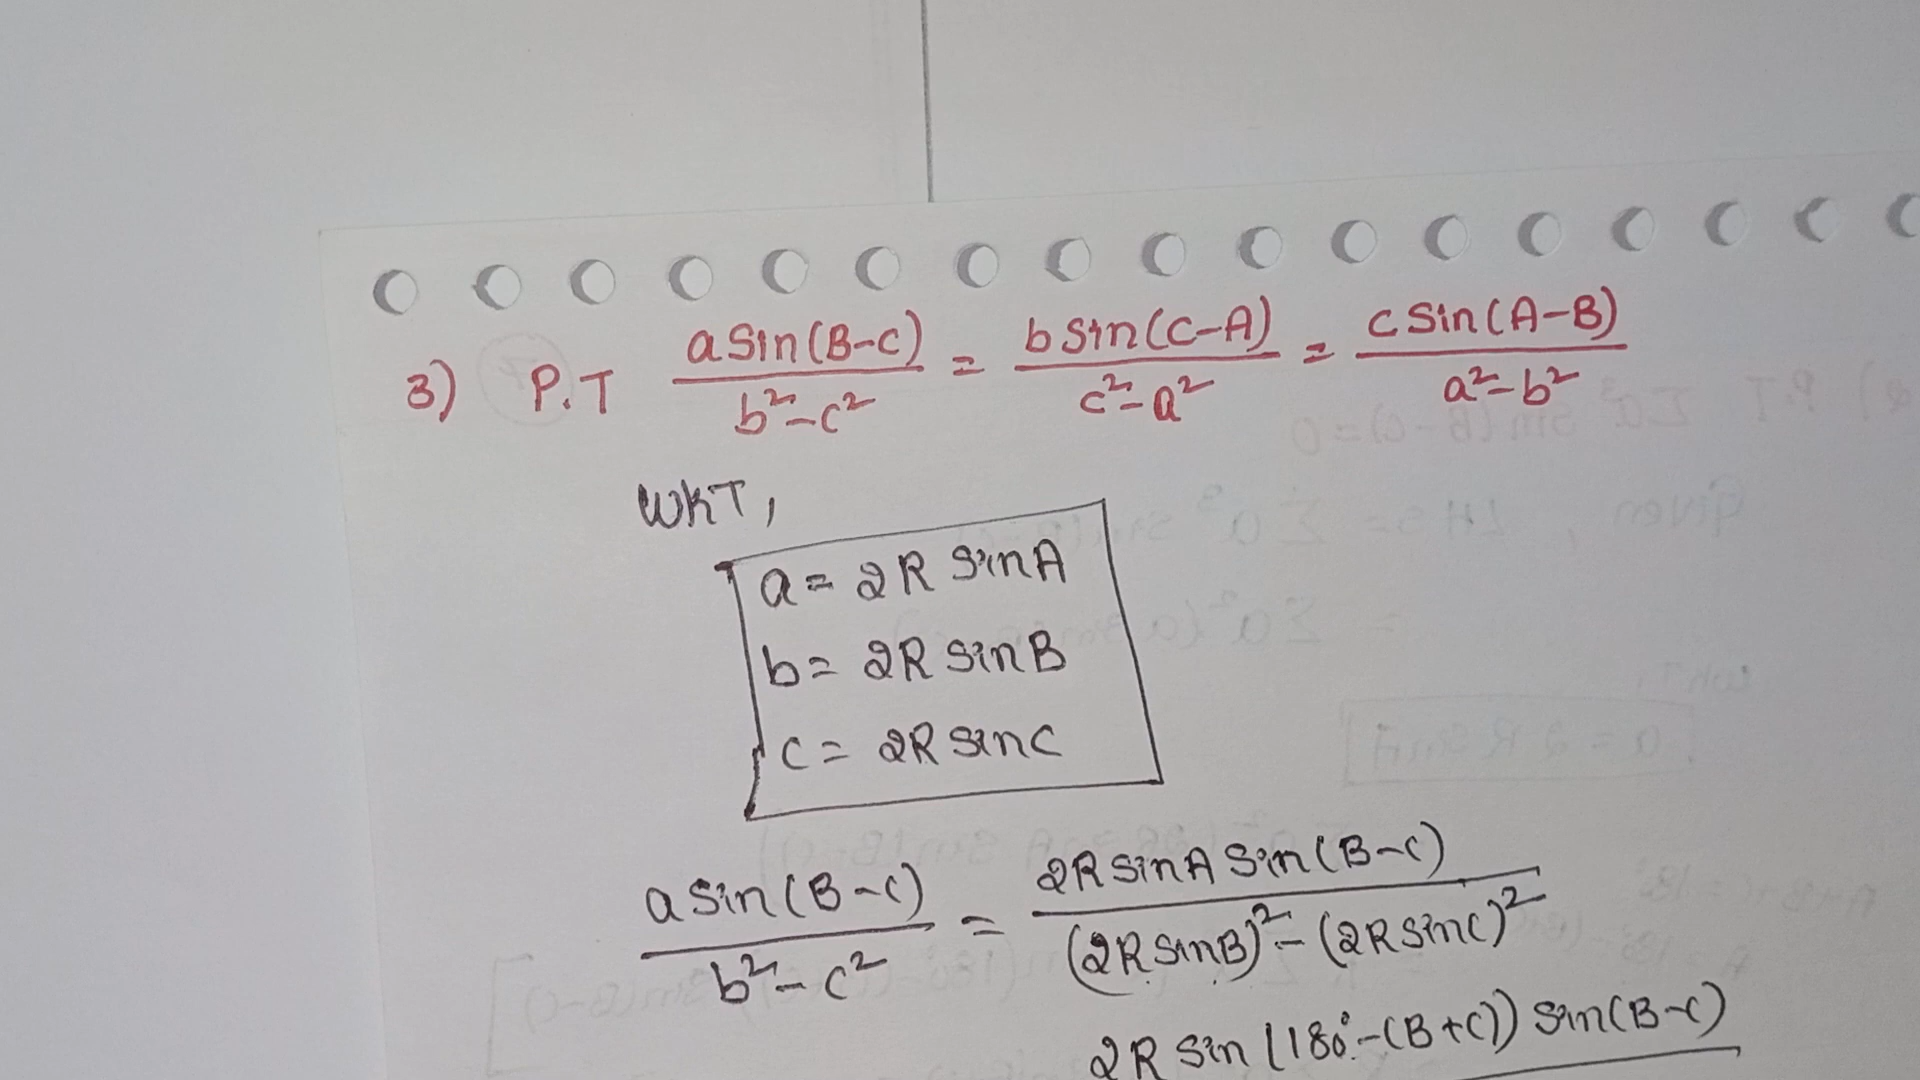 3) P.T a Sin(B-C)/b²-c² = b Sin(C-A)/c²-a² = c Sin(A-B)/a²-b²
WKT,
a = 2R sinA
b = 2R sinB
c = 2R sinC
a sin(B-C)/b²-c² = 2R sinA sin(B-C)/(2R sinB)² - (2R sinC)²
2R sin(180°-(B+C)) sin(B-C)